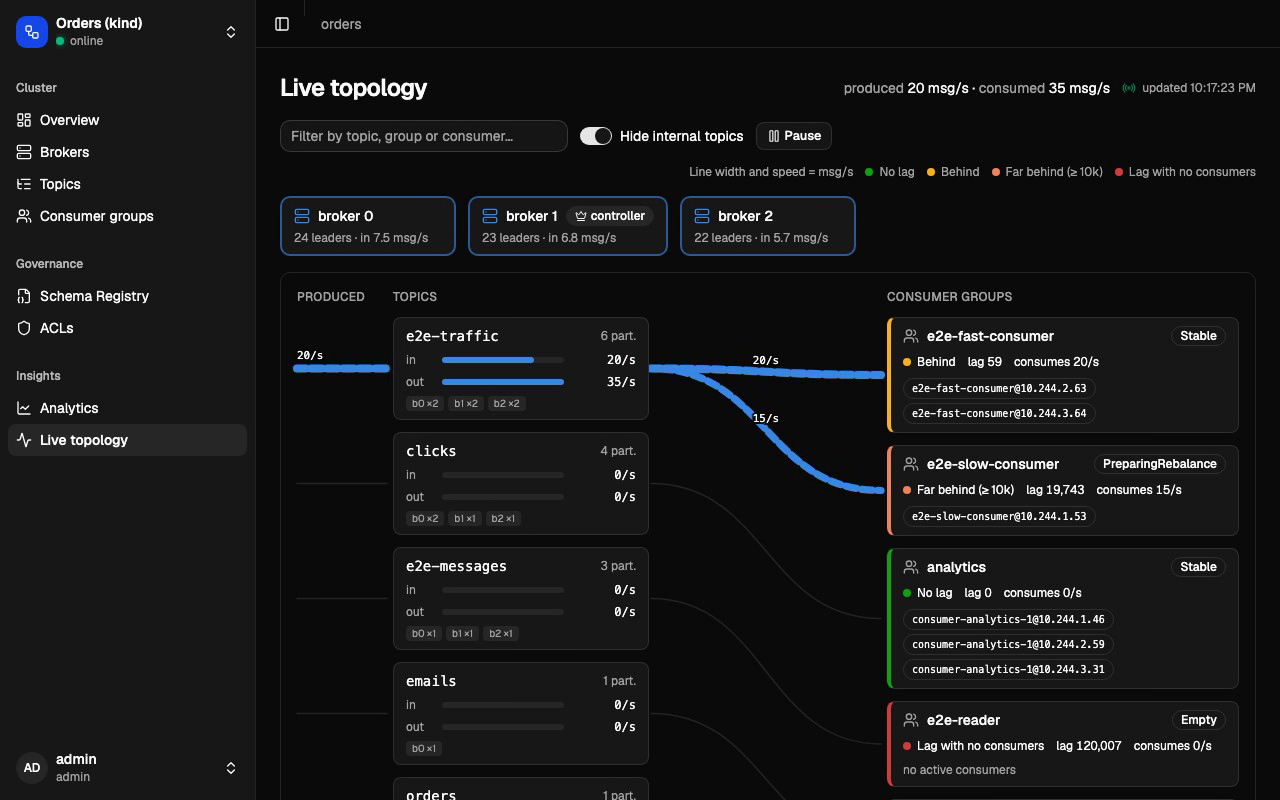 Orders (kind)
online
Cluster
Overview
Brokers
Topics
Consumer groups
Governance
Schema Registry
ACLs
Insights
Analytics
Live topology
AD
admin
admin
orders
Live topology
produced 20 msg/s · consumed 35 msg/s
updated 10:17:23 PM
Filter by topic, group or consumer...
Hide internal topics
Pause
Line width and speed = msg/s
No lag
Behind
Far behind (≥ 10k)
Lag with no consumers
broker 0
24 leaders · in 7.5 msg/s
broker 1
controller
23 leaders · in 6.8 msg/s
broker 2
22 leaders · in 5.7 msg/s
PRODUCED
TOPICS
CONSUMER GROUPS
20/s
e2e-traffic
6 part.
in
20/s
out
35/s
b0 ×2
b1 ×2
b2 ×2
clicks
4 part.
in
0/s
out
0/s
b0 ×2
b1 ×1
b2 ×1
e2e-messages
3 part.
in
0/s
out
0/s
b0 ×1
b1 ×1
b2 ×1
emails
1 part.
in
0/s
out
0/s
b0 ×1
orders
1 part.
20/s
15/s
e2e-fast-consumer
Stable
Behind
lag 59
consumes 20/s
e2e-fast-consumer@10.244.2.63
e2e-fast-consumer@10.244.3.64
e2e-slow-consumer
PreparingRebalance
Far behind (≥ 10k)
lag 19,743
consumes 15/s
e2e-slow-consumer@10.244.1.53
analytics
Stable
No lag
lag 0
consumes 0/s
consumer-analytics-1@10.244.1.46
consumer-analytics-1@10.244.2.59
consumer-analytics-1@10.244.3.31
e2e-reader
Empty
Lag with no consumers
lag 120,007
consumes 0/s
no active consumers